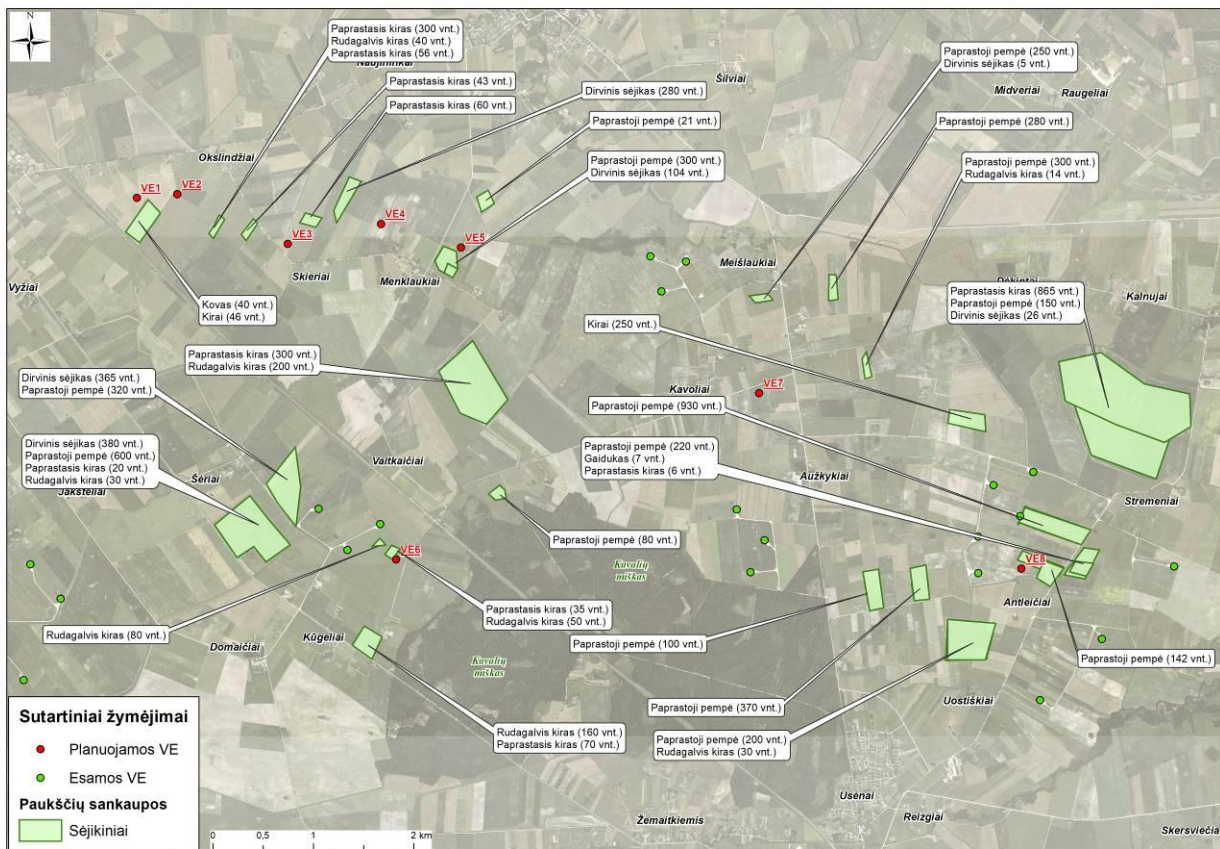 N
Paprastasis kiras (300 vnt.)
Rudagalvis kiras (40 vnt.)
Paprastasis kiras (56 vnt.)
Naujininkai
Paprastasis kiras (43 vnt.)
Paprastasis kiras (60 vnt.)
Dirvinis sėjikas (280 vnt.)
Paprastoji pempė (21 vnt.)
Paprastoji pempė (300 vnt.)
Dirvinis sėjikas (104 vnt.)
Šilviai
Paprastoji pempė (250 vnt.)
Dirvinis sėjikas (5 vnt.)
Midveriai
Raugeliai
Paprastoji pempė (280 vnt.)
Paprastoji pempė (300 vnt.)
Rudagalvis kiras (14 vnt.)
Okslindžiai
VE1
VE2
VE3
VE4
VE5
Skieriai
Menklaukiai
Meišlaukiai
Vyžiai
Kovas (40 vnt.)
Kirai (46 vnt.)
Paprastasis kiras (865 vnt.)
Paprastoji pempė (150 vnt.)
Dirvinis sėjikas (26 vnt.)
Kalnujai
Kirai (250 vnt.)
Paprastasis kiras (300 vnt.)
Rudagalvis kiras (200 vnt.)
Dirvinis sėjikas (365 vnt.)
Paprastoji pempė (320 vnt.)
Kavoliai
VE7
Paprastoji pempė (930 vnt.)
Dirvinis sėjikas (380 vnt.)
Paprastoji pempė (600 vnt.)
Paprastasis kiras (20 vnt.)
Rudagalvis kiras (30 vnt.)
Jakšteliai
Šėriai
Vaitkaičiai
Paprastoji pempė (220 vnt.)
Gaidukas (7 vnt.)
Paprastasis kiras (6 vnt.)
Aužkykiai
Stremeniai
Paprastoji pempė (80 vnt.)
VE6
Kavalių
miškas
VE8
Antleičiai
Paprastasis kiras (35 vnt.)
Rudagalvis kiras (50 vnt.)
Rudagalvis kiras (80 vnt.)
Domaičiai
Kūgeliai
Kavalių
miškas
Paprastoji pempė (100 vnt.)
Paprastoji pempė (142 vnt.)
Paprastoji pempė (370 vnt.)
Uostiškiai
Rudagalvis kiras (160 vnt.)
Paprastasis kiras (70 vnt.)
Paprastoji pempė (200 vnt.)
Rudagalvis kiras (30 vnt.)
Usėnai
Reizgiai
Žemaitkiemis
Sutartiniai žymėjimai
Planuojamos VE
Esamos VE
Paukščių sankaupos
Sėjikiniai
0 0,5 1 2 km